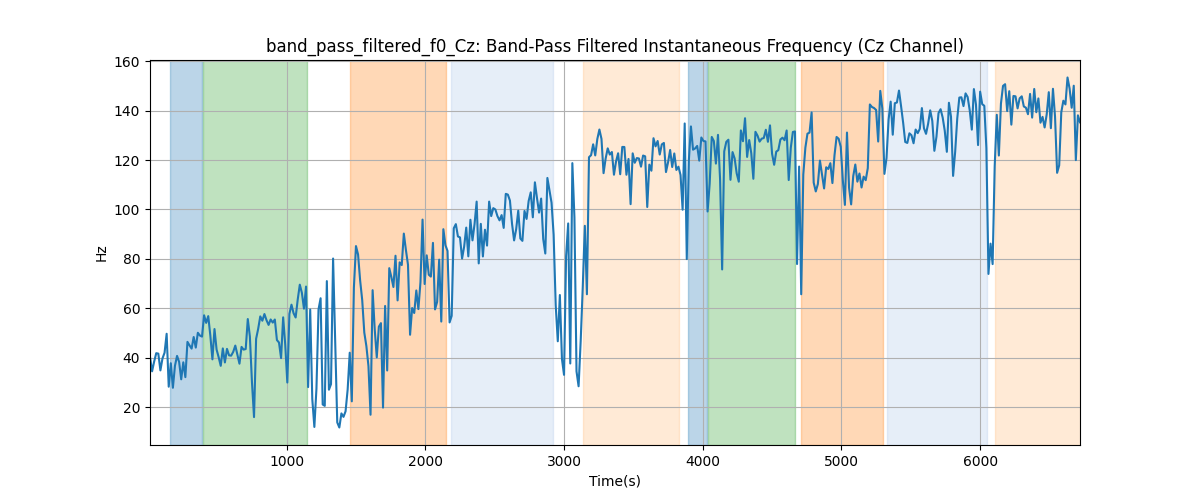 band_pass_filtered_f0_Cz: Band-Pass Filtered Instantaneous Frequency (Cz Channel)
160
140
120
100
80
60
40
20
Hz
1000 2000 3000 4000 5000 6000
Time(s)